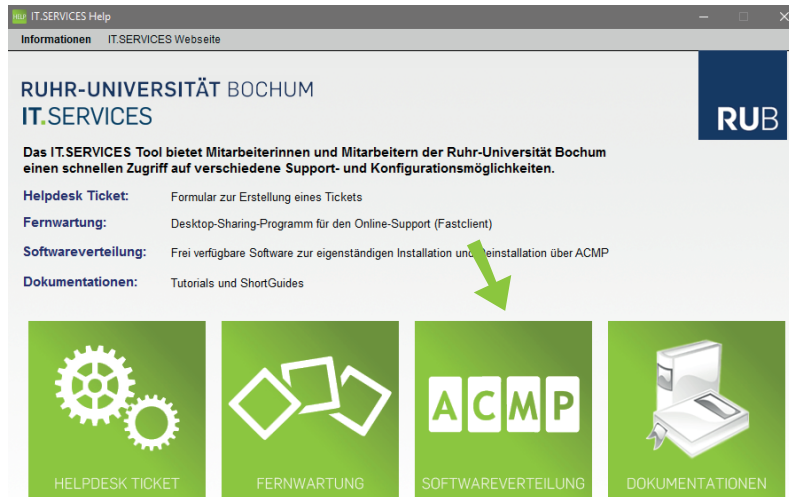 HELP IT.SERVICES Help
Informationen IT.SERVICES Webseite
RUHR-UNIVERSITÄT BOCHUM
IT.SERVICES
RUB
Das IT.SERVICES Tool bietet Mitarbeiterinnen und Mitarbeitern der Ruhr-Universität Bochum
einen schnellen Zugriff auf verschiedene Support- und Konfigurationsmöglichkeiten.
Helpdesk Ticket: Formular zur Erstellung eines Tickets
Fernwartung: Desktop-Sharing-Programm für den Online-Support (Fastclient)
Softwareverteilung: Frei verfügbare Software zur eigenständigen Installation und Deinstallation über ACMP
Dokumentationen: Tutorials und ShortGuides
ACMP
HELPDESK TICKET
FERNWARTUNG
SOFTWAREVERTEILUNG
DOKUMENTATIONEN